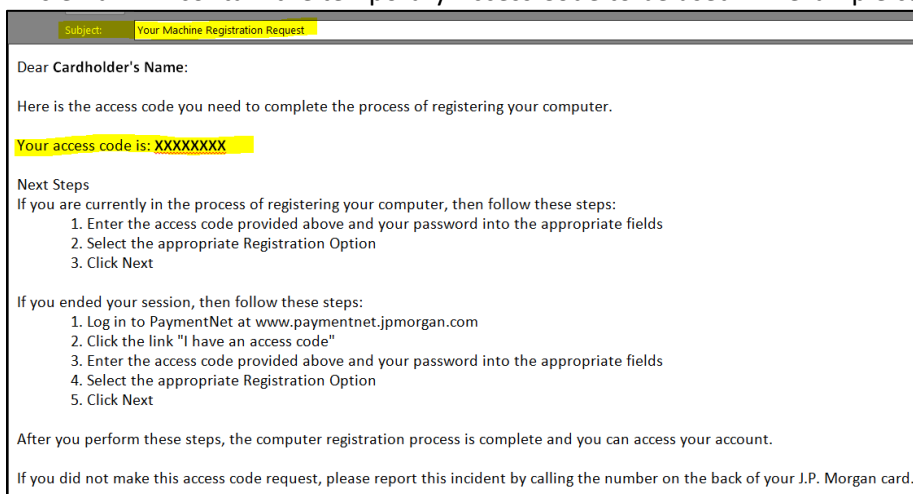 Subject: Your Machine Registration Request
Dear Cardholder's Name:
Here is the access code you need to complete the process of registering your computer.
Your access code is: XXXXXXXX
Next Steps
If you are currently in the process of registering your computer, then follow these steps:
1. Enter the access code provided above and your password into the appropriate fields
2. Select the appropriate Registration Option
3. Click Next
If you ended your session, then follow these steps:
1. Log in to PaymentNet at www.paymentnet.jpmorgan.com
2. Click the link "I have an access code"
3. Enter the access code provided above and your password into the appropriate fields
4. Select the appropriate Registration Option
5. Click Next
After you perform these steps, the computer registration process is complete and you can access your account.
If you did not make this access code request, please report this incident by calling the number on the back of your J.P. Morgan card.